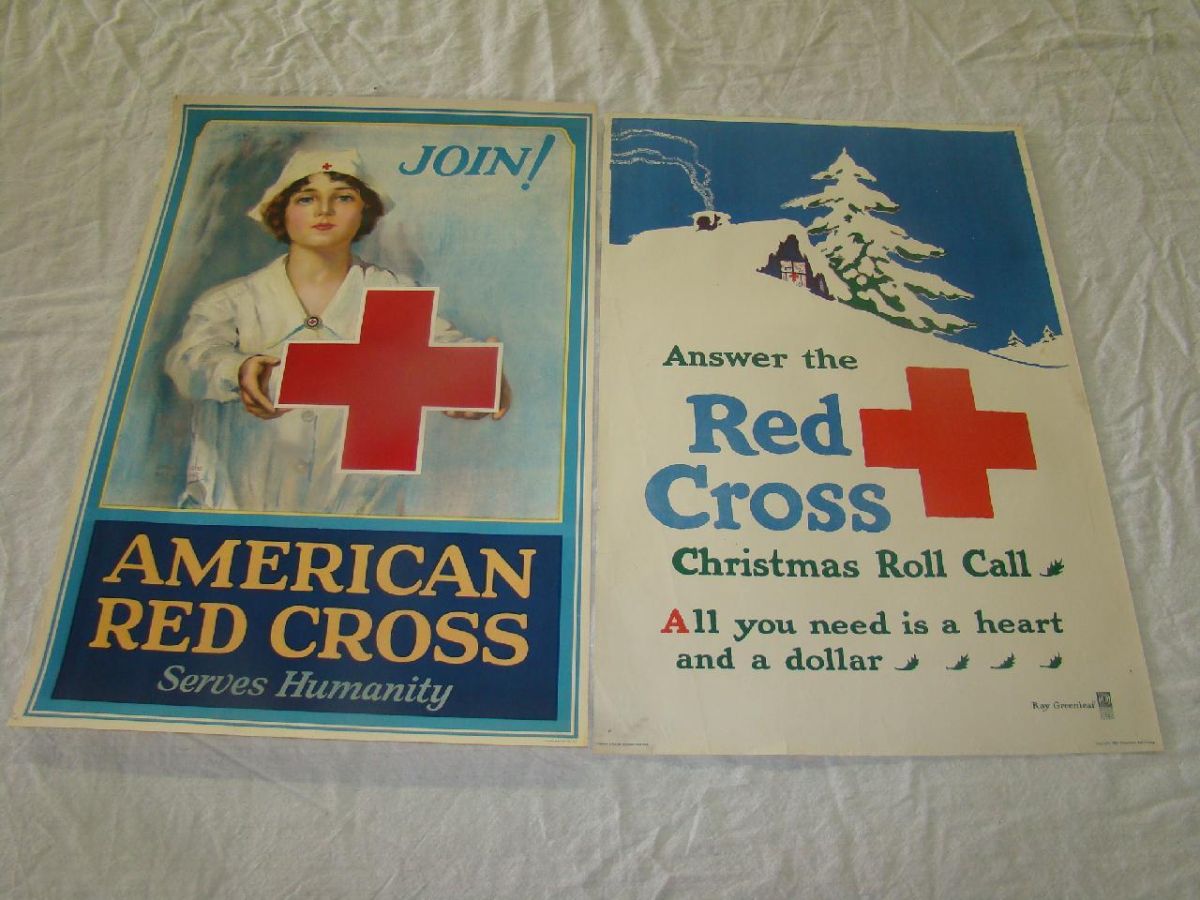 JOIN!
AMERICAN
RED CROSS
Serves Humanity
Answer the
Red
Cross
Christmas Roll Call
All you need is a heart
and a dollar
Ray Greenleaf